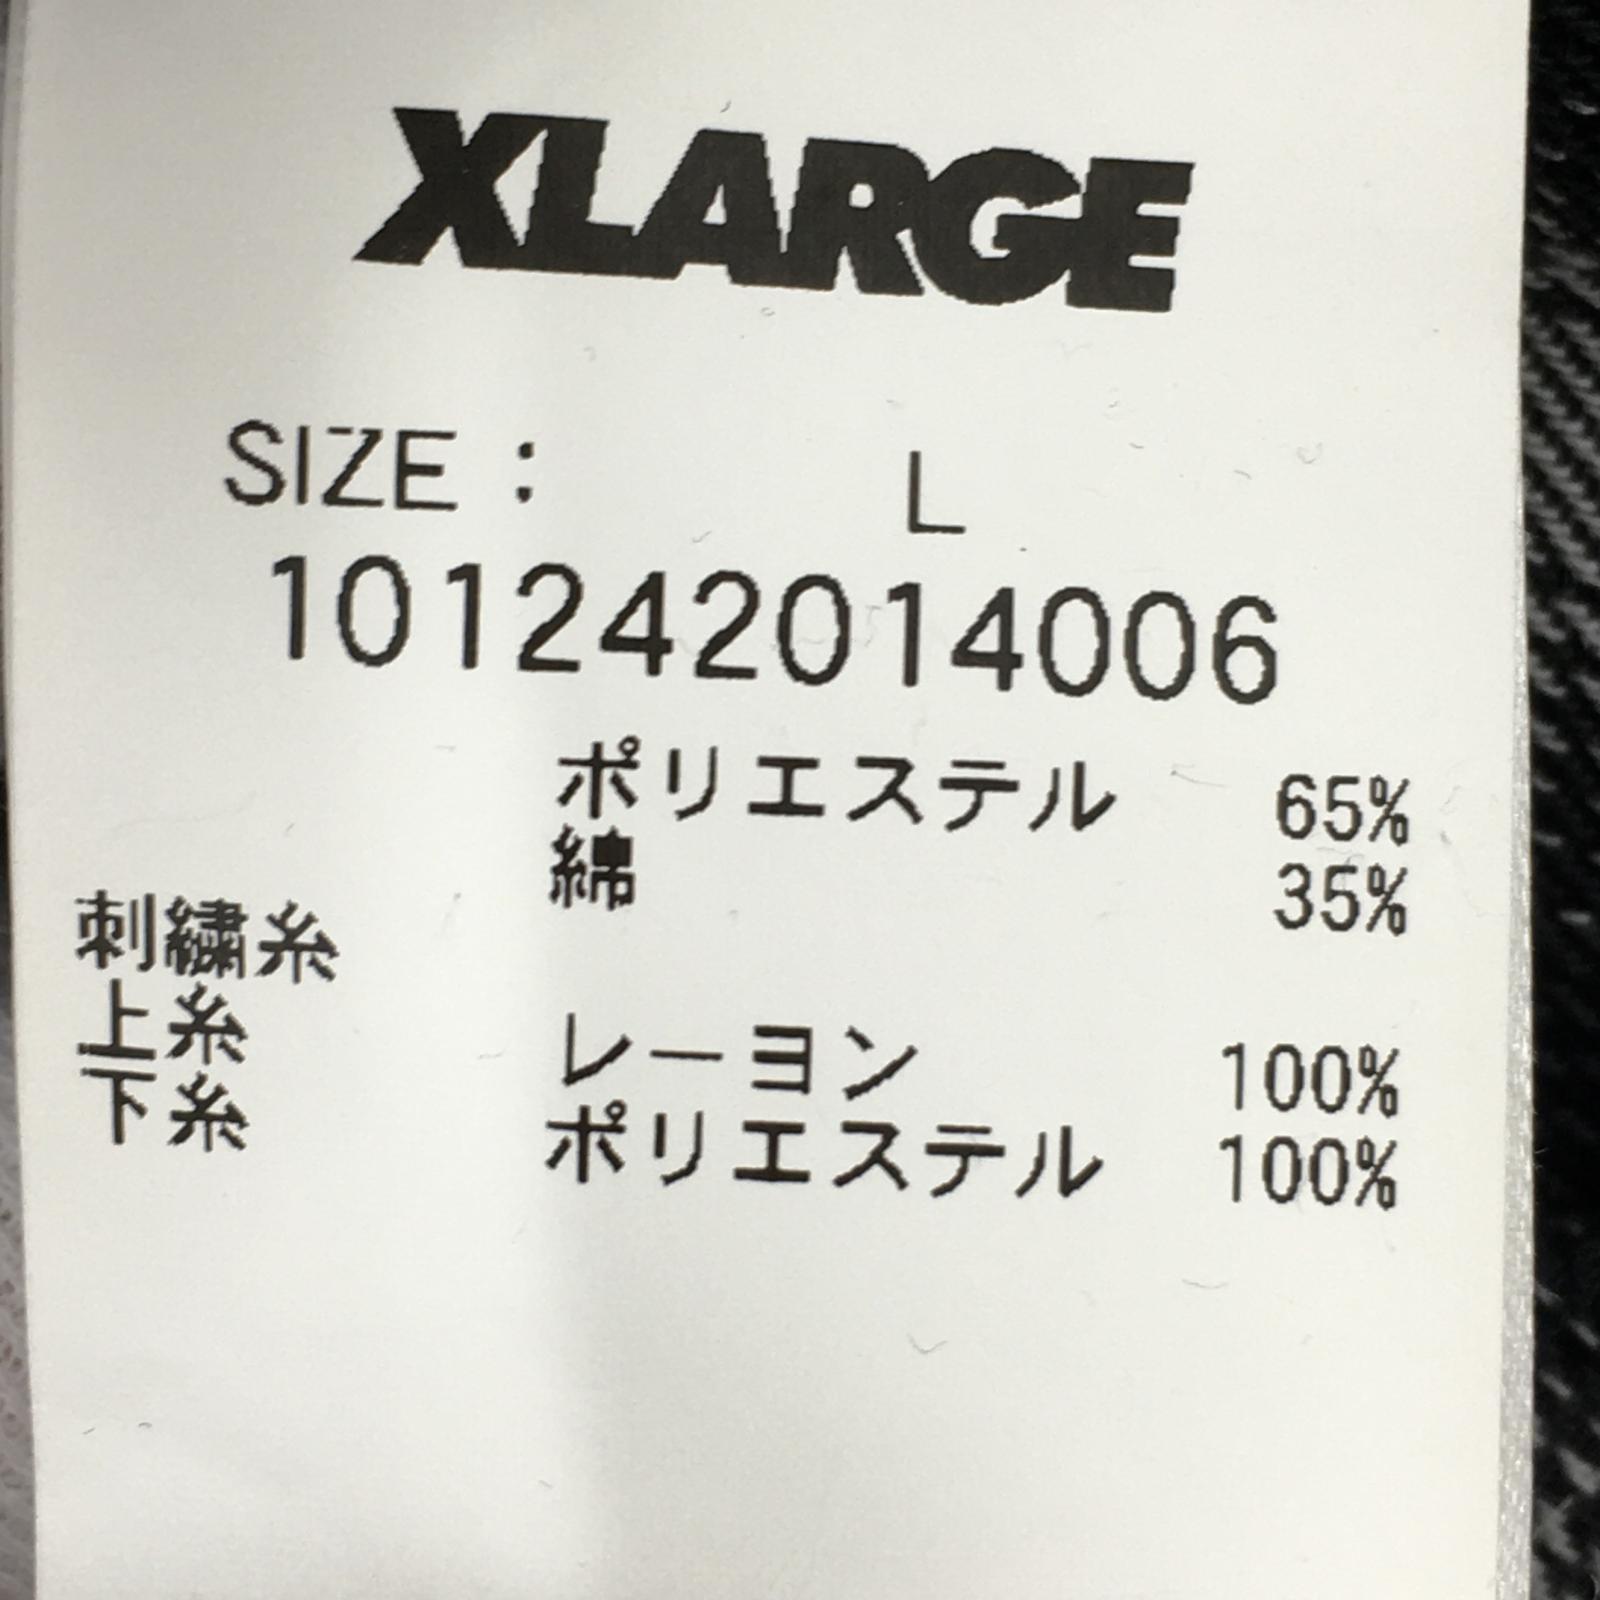 XLARGE
SIZE : L
101242014006
ポリエステル 65%
綿 35%
刺繍糸
上糸 レーヨン 100%
下糸 ポリエステル 100%